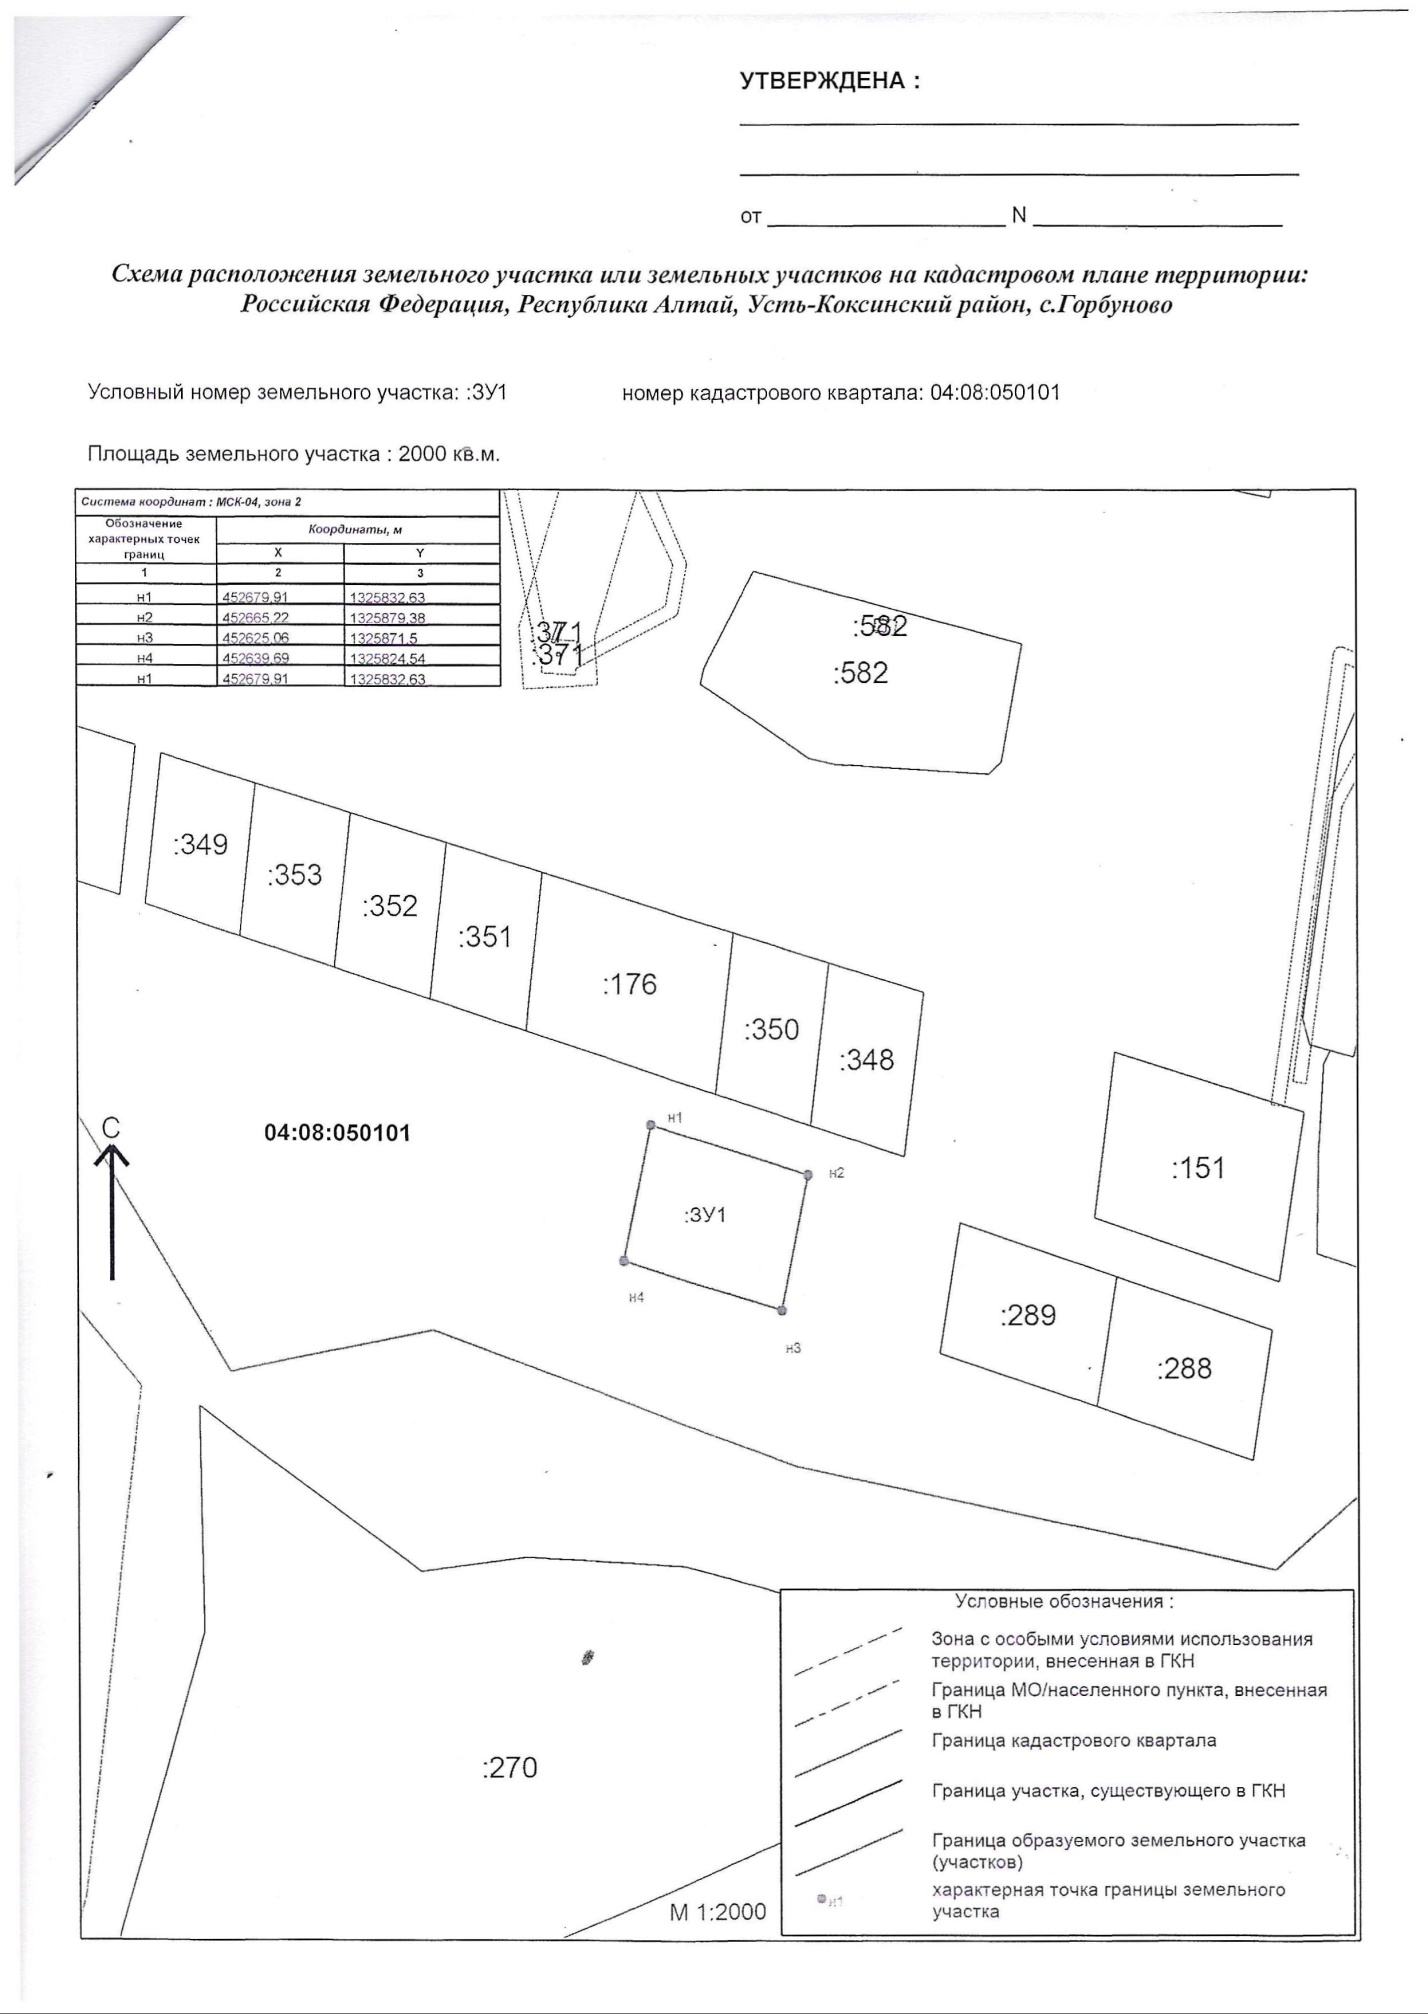 УТВЕРЖДЕНА :
от N
Схема расположения земельного участка или земельных участков на кадастровом плане территории:
Российская Федерация, Республика Алтай, Усть-Коксинский район, с.Горбуново
Условный номер земельного участка: :ЗУ1 номер кадастрового квартала: 04:08:050101
Площадь земельного участка : 2000 кв.м.
Система координат : МСК-04, зона 2
Обозначение характерных точек границ Координаты, м
X Y
1 2 3
н1 452679,91 1325832,63
н2 452665,22 1325879,38
н3 452625,06 1325871,5
н4 452639,69 1325824,54
н1 452679,91 1325832,63
:371
:371
:582
:582
:349
:353
:352
:351
:176
:350
:348
С
04:08:050101
н1
н2
:ЗУ1
н4
н3
:151
:289
:288
:270
М 1:2000
Условные обозначения :
Зона с особыми условиями использования
территории, внесенная в ГКН
Граница МО/населенного пункта, внесенная
в ГКН
Граница кадастрового квартала
Граница участка, существующего в ГКН
Граница образуемого земельного участка
(участков)
н1
характерная точка границы земельного
участка